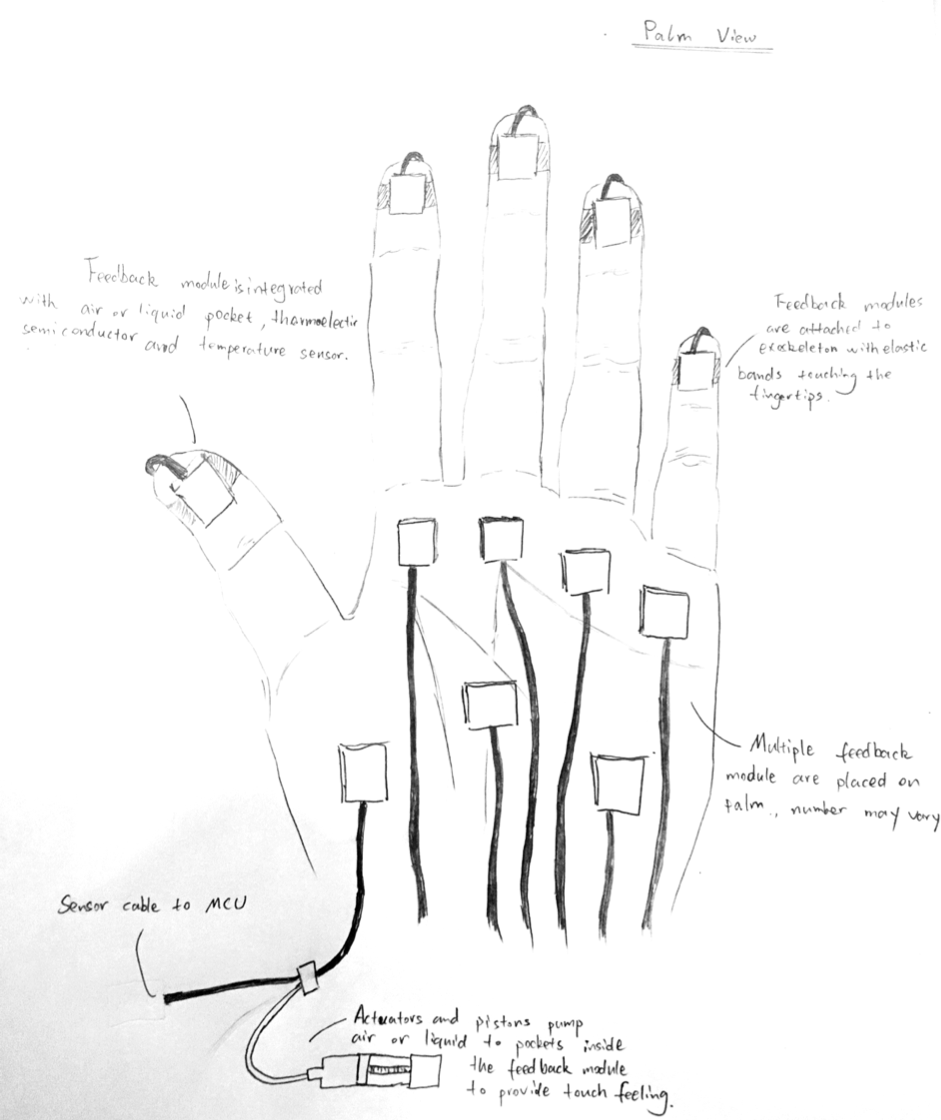 Palm View
Feedback module is integrated
with air or liquid pocket, tharmoelectic
semiconductor and temperature sensor.
Feedback modules
are attached to
exoskeleton with elastic
bands touching the
fingertips.
Multiple feedback
module are placed on
Palm., number may vary
Sensor cable to MCU
Actuators and pistons pump
air or liquid to pockets inside
the feedback module
to provide touch feeling.